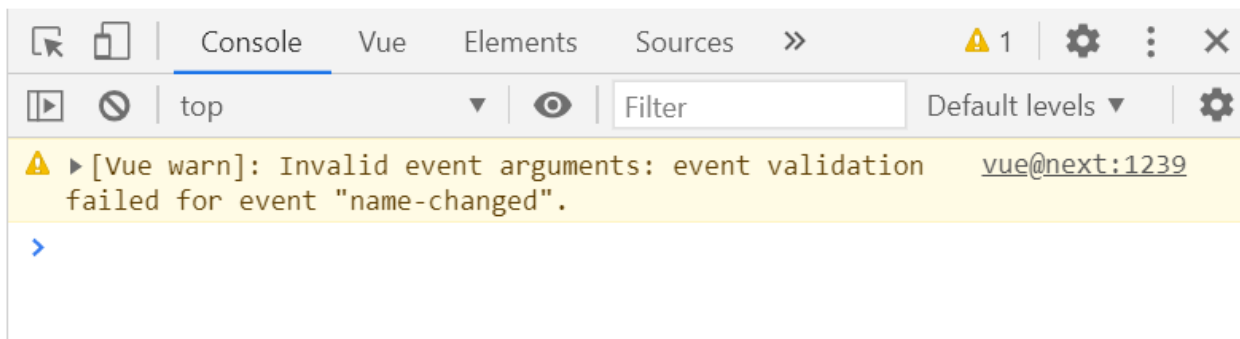 Console Vue Elements Sources » 1
top Filter Default levels
[Vue warn]: Invalid event arguments: event validation vue@next:1239
failed for event "name-changed".